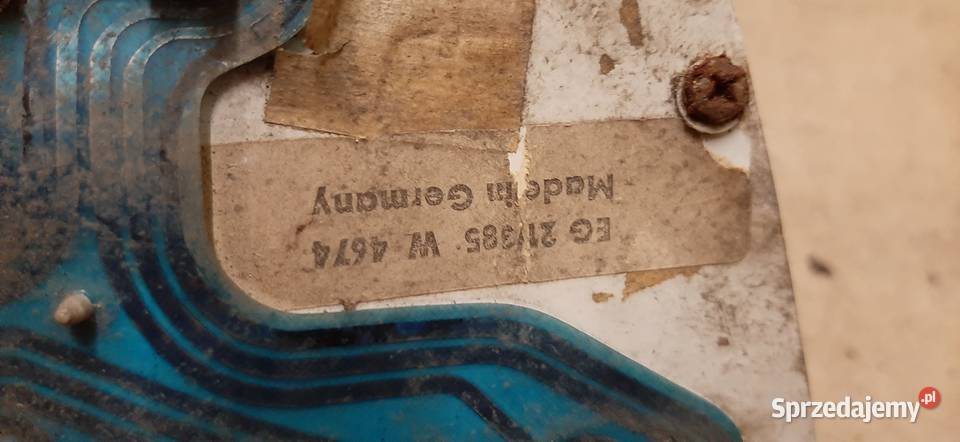 EG 21/385 W 4674
Made in Germany
Sprzedajemy.pl